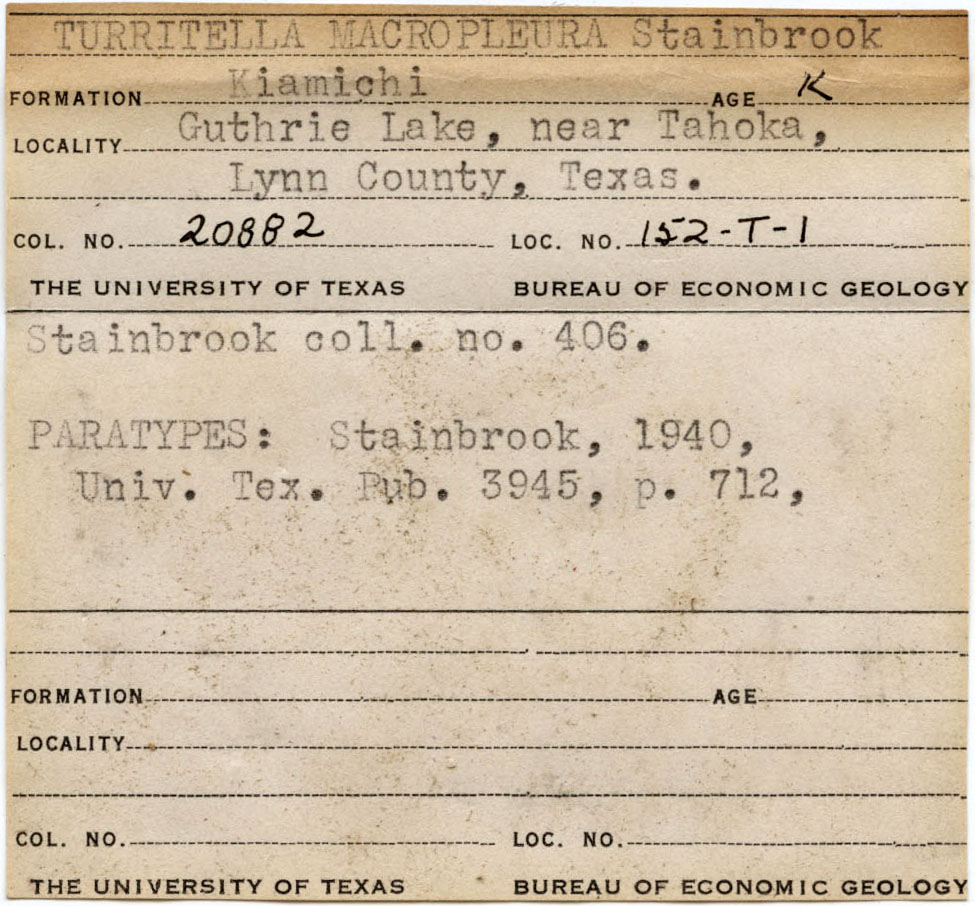 TURRITELLA MACROPLEURA Stainbrook
FORMATION Kiamichi AGE K
LOCALITY Guthrie Lake, near Tahoka,
Lynn County, Texas.
COL. NO. 20882 LOC. NO. 152-T-1
THE UNIVERSITY OF TEXAS BUREAU OF ECONOMIC GEOLOGY
Stainbrook coll. no. 406.
PARATYPES: Stainbrook, 1940,
Univ. Tex. Pub. 3945, p. 712,
FORMATION AGE
LOCALITY
COL. NO. LOC. NO.
THE UNIVERSITY OF TEXAS BUREAU OF ECONOMIC GEOLOGY